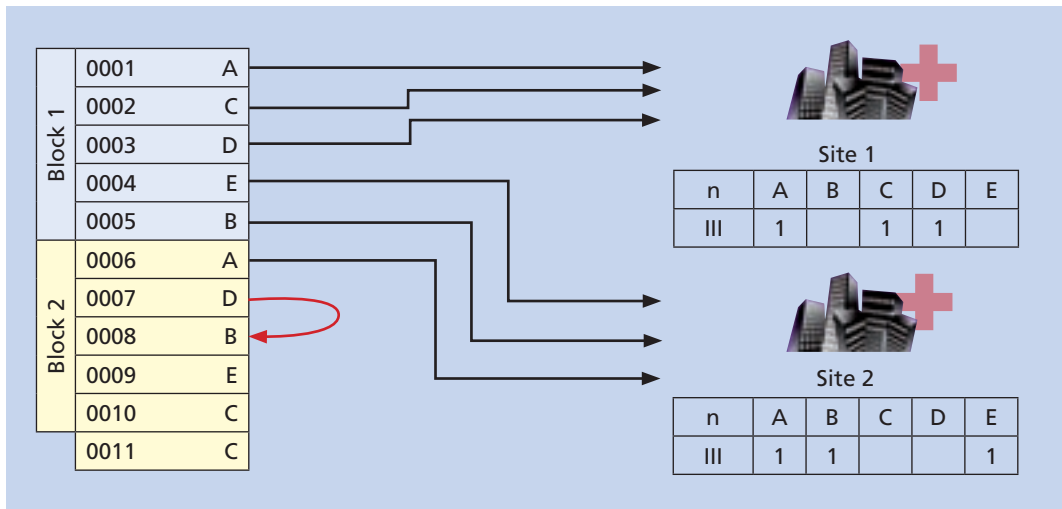 Block 1
0001 A
0002 C
0003 D
0004 E
0005 B
Block 2
0006 A
0007 D
0008 B
0009 E
0010 C
0011 C
Site 1
n A B C D E
III 1 1 1
Site 2
n A B C D E
III 1 1 1